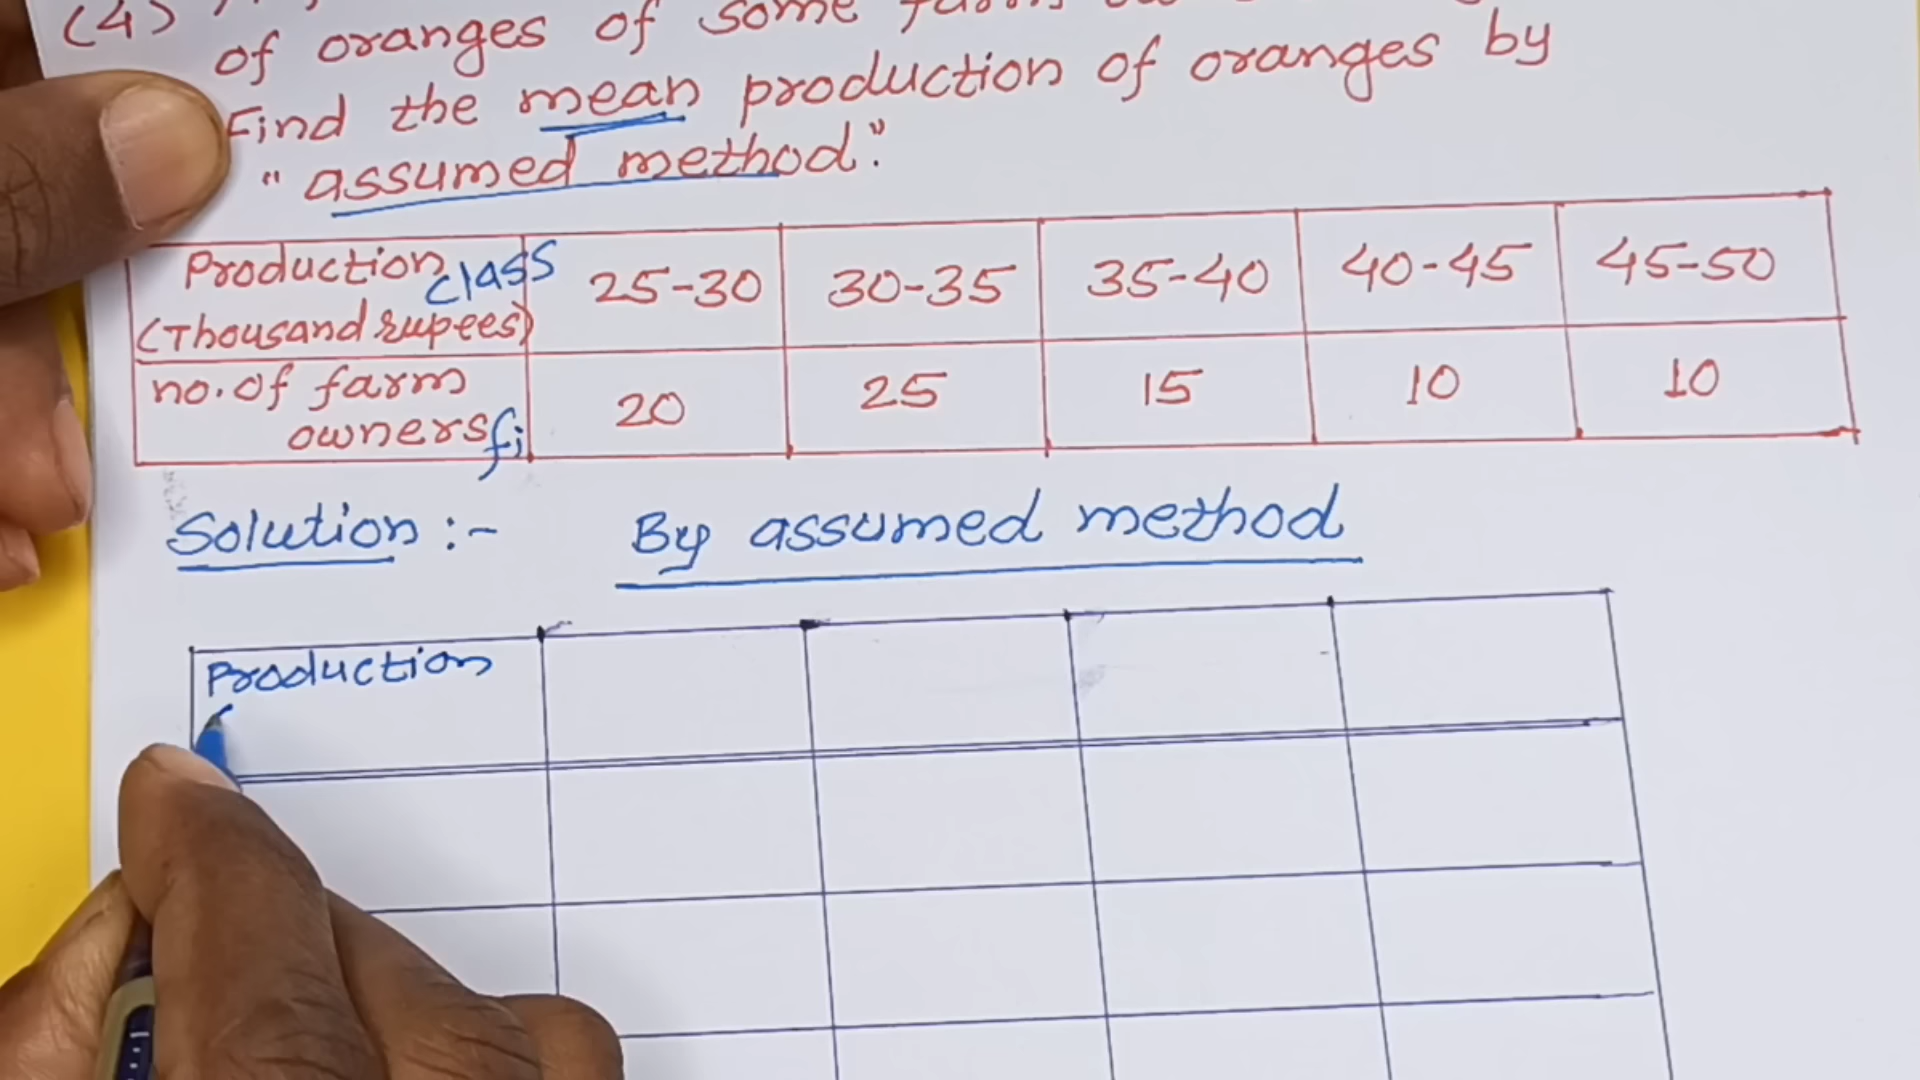 (4)
of oranges of some
Find the mean production of oranges by
"assumed method."
Production class 25-30 30-35 35-40 40-45 45-50
(Thousand rupees)
no. of farm 20 25 15 10 10
owners fi
Solution :- By assumed method
Production
(